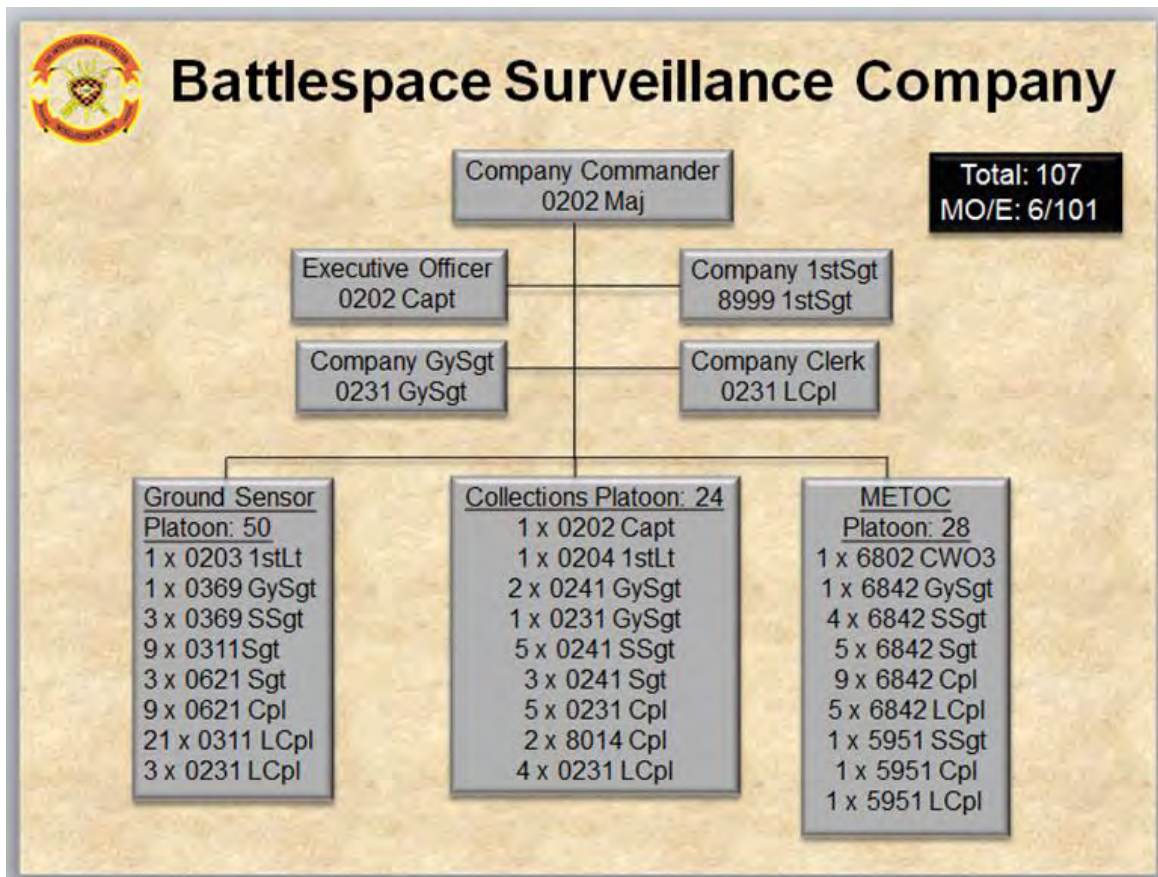 Battlespace Surveillance Company
Company Commander
0202 Maj
Total: 107
MO/E: 6/101
Executive Officer
0202 Capt
Company 1stSgt
8999 1stSgt
Company GySgt
0231 GySgt
Company Clerk
0231 LCpl
Ground Sensor
Platoon: 50
1 x 0203 1stLt
1 x 0369 GySgt
3 x 0369 SSgt
9 x 0311Sgt
3 x 0621 Sgt
9 x 0621 Cpl
21 x 0311 LCpl
3 x 0231 LCpl
Collections Platoon: 24
1 x 0202 Capt
1 x 0204 1stLt
2 x 0241 GySgt
1 x 0231 GySgt
5 x 0241 SSgt
3 x 0241 Sgt
5 x 0231 Cpl
2 x 8014 Cpl
4 x 0231 LCpl
METOC
Platoon: 28
1 x 6802 CWO3
1 x 6842 GySgt
4 x 6842 SSgt
5 x 6842 Sgt
9 x 6842 Cpl
5 x 6842 LCpl
1 x 5951 SSgt
1 x 5951 Cpl
1 x 5951 LCpl